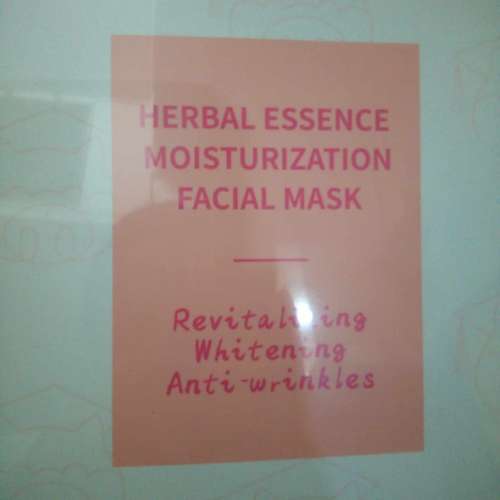 HERBAL ESSENCE
MOISTURIZATION
FACIAL MASK
Revitalizing
Whitening
Anti-wrinkles